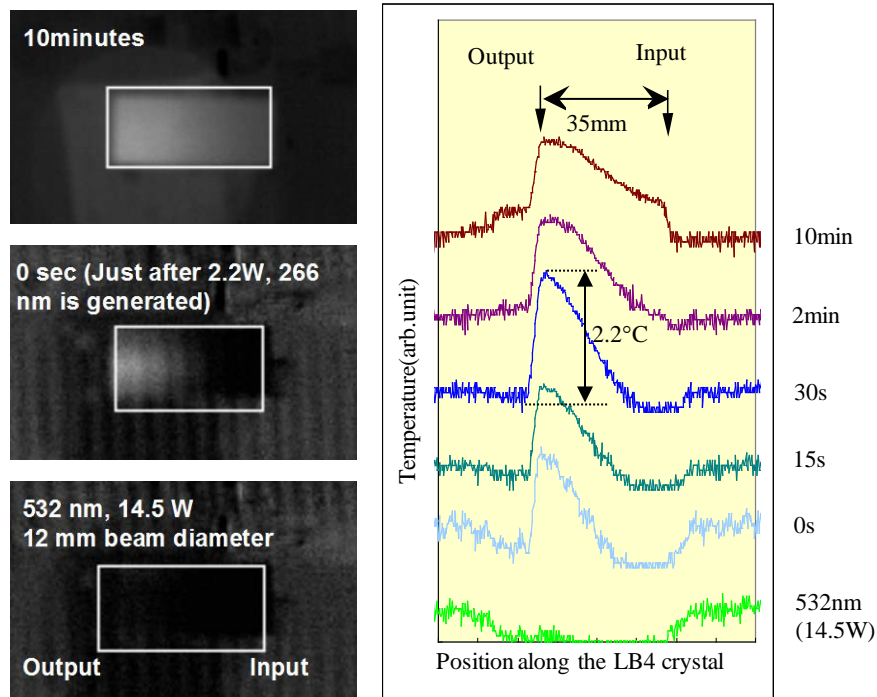 10minutes
0 sec (Just after 2.2W, 266
nm is generated)
532 nm, 14.5 W
12 mm beam diameter
Output
Input
Output
Input
35mm
10min
2min
2.2°C
30s
15s
0s
532nm
(14.5W)
Temperature(arb.unit)
Position along the LB4 crystal